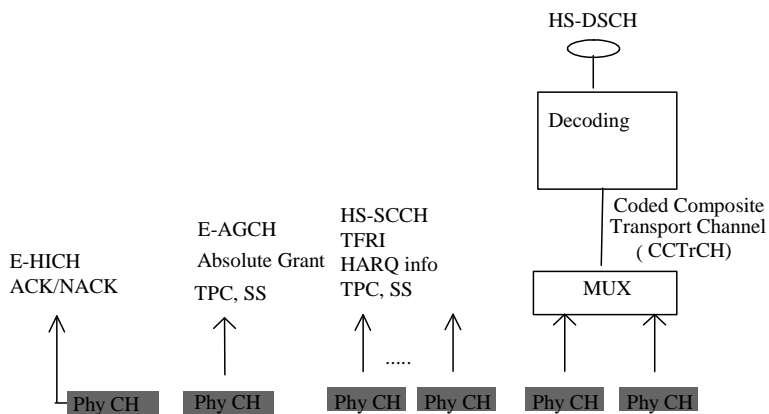 HS-DSCH
Decoding
Coded Composite
Transport Channel
( CCTrCH)
HS-SCCH
TFRI
HARQ info
TPC, SS
E-AGCH
Absolute Grant
TPC, SS
E-HICH
ACK/NACK
MUX
.....
Phy CH
Phy CH
Phy CH
Phy CH
Phy CH
Phy CH